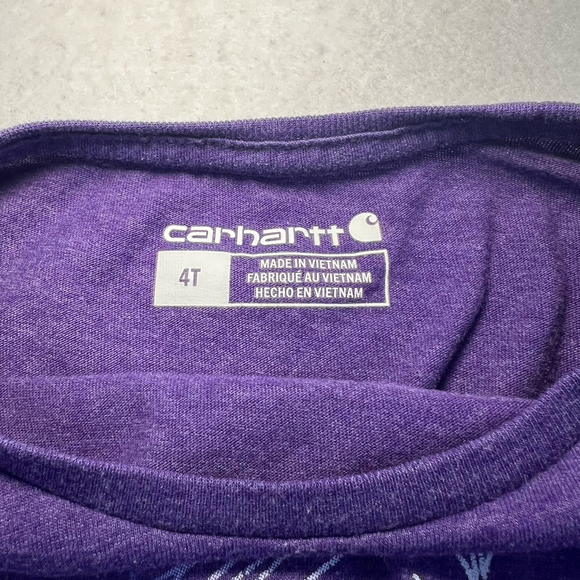 carhartt
4T
MADE IN VIETNAM
FABRIQUÉ AU VIETNAM
HECHO EN VIETNAM